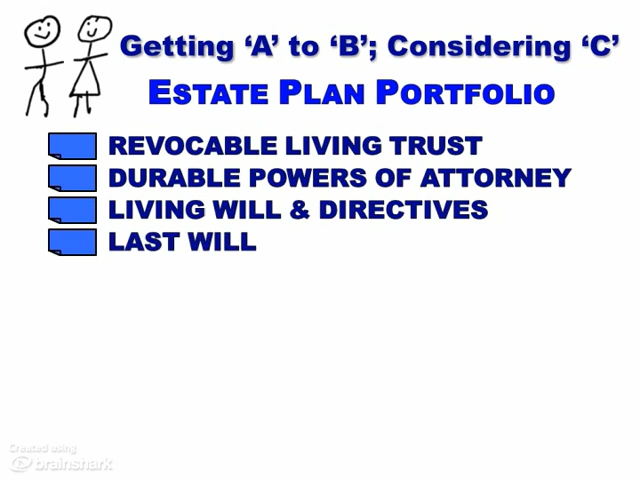 Getting ‘A’ to ‘B’; Considering ‘C’
ESTATE PLAN PORTFOLIO
REVOCABLE LIVING TRUST
DURABLE POWERS OF ATTORNEY
LIVING WILL & DIRECTIVES
LAST WILL
Created using
brainshark